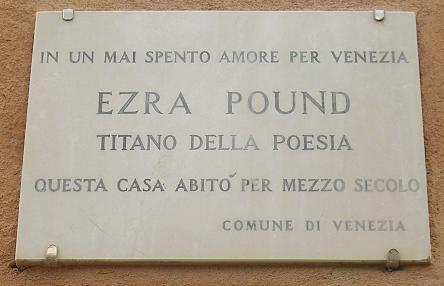 IN UN MAI SPENTO AMORE PER VENEZIA
EZRA POUND
TITANO DELLA POESIA
QUESTA CASA ABITÒ PER MEZZO SECOLO
COMUNE DI VENEZIA